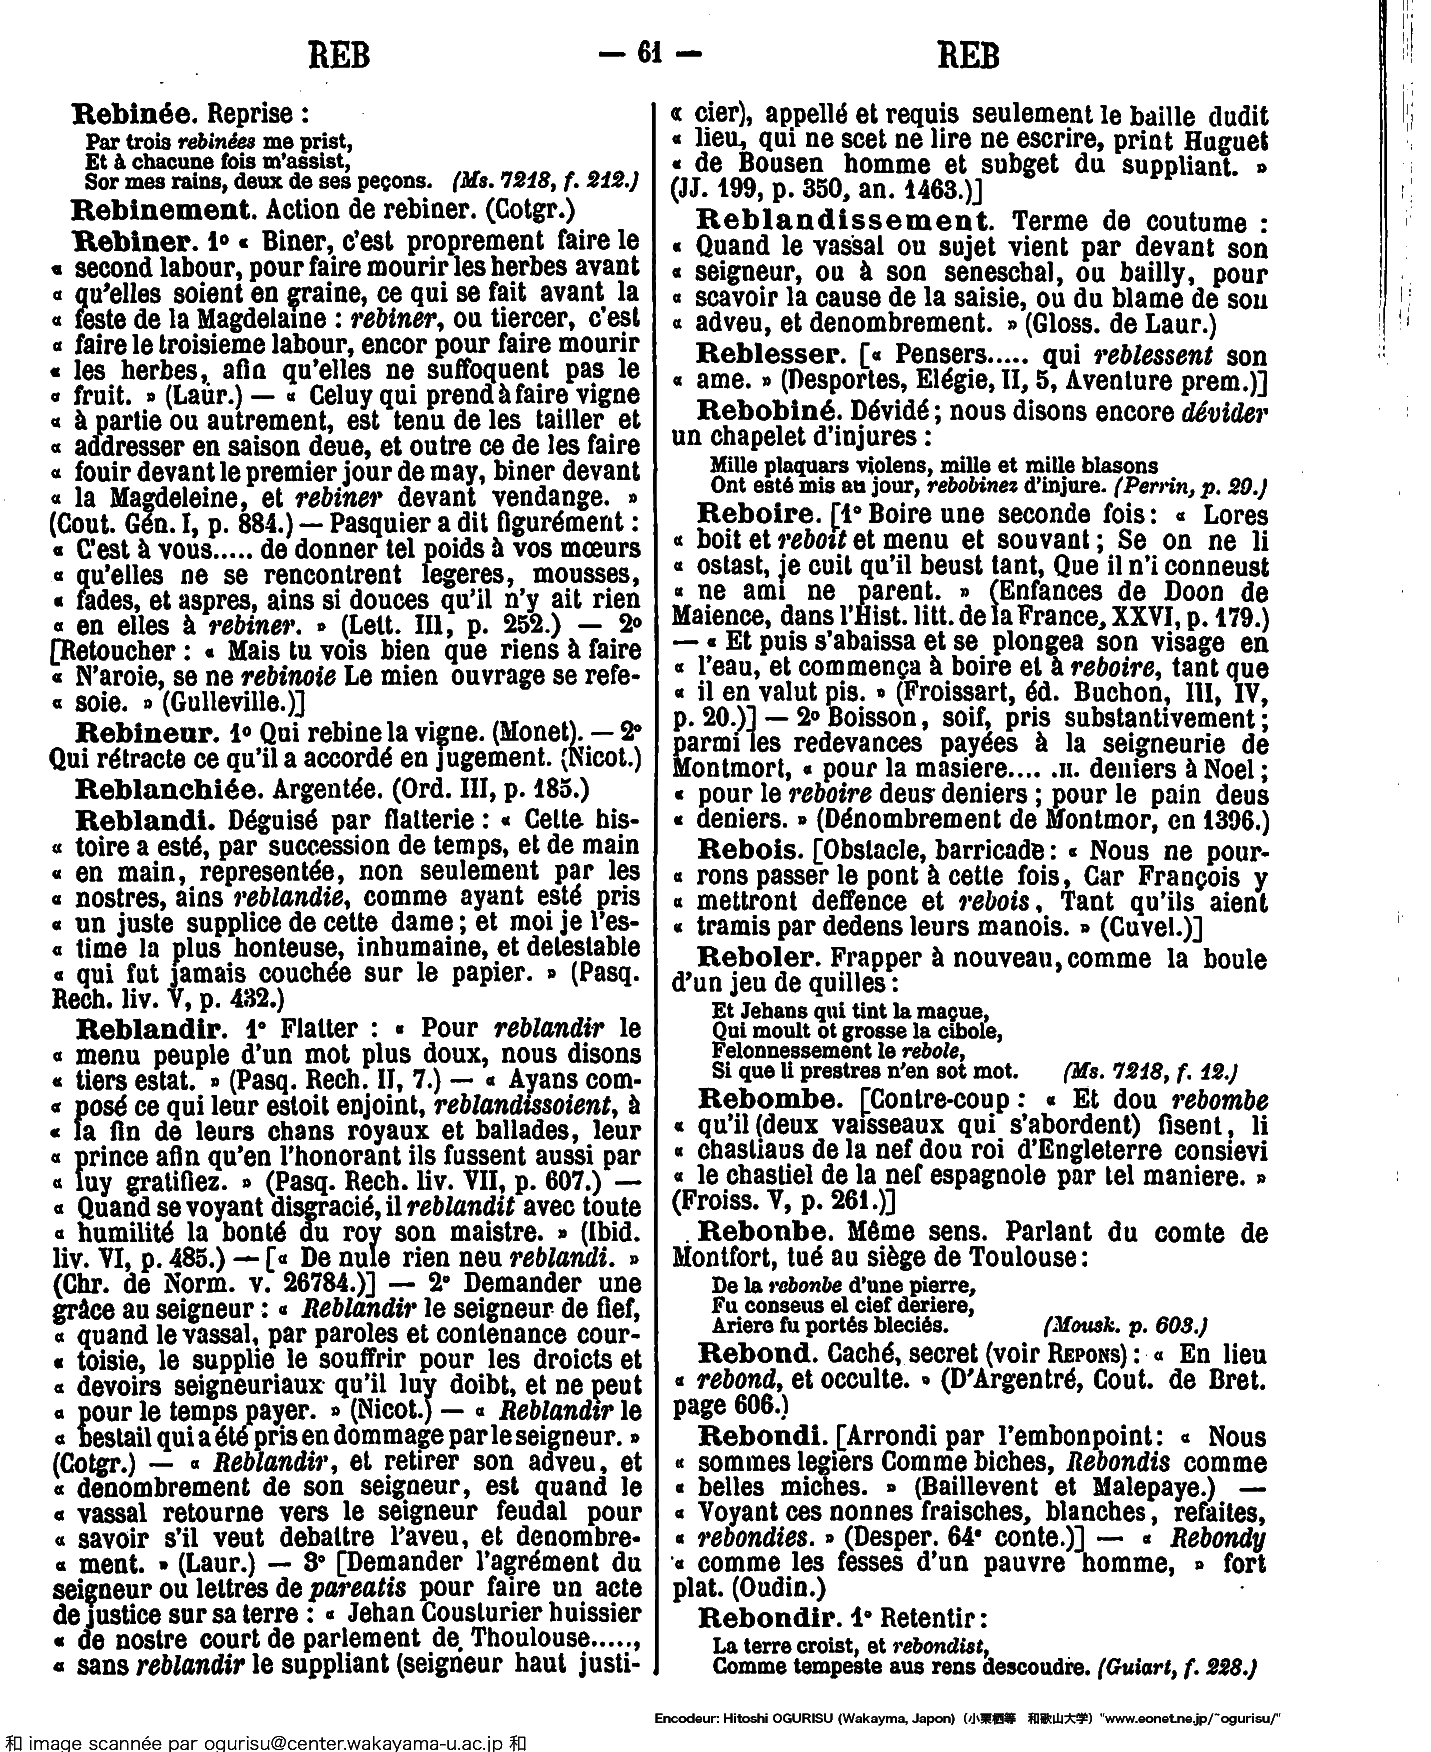 REB — 61 — REB
Rebinée. Reprise :
Par trois rebinées me prist,
Et à chacune fois m'assist,
Sor mes rains, deux de ses peçons. (Ms. 7218, f. 212.)
Rebinement. Action de rebiner. (Cotgr.)
Rebiner. 1º « Biner, c'est proprement faire le
« second labour, pour faire mourir les herbes avant
« qu'elles soient en graine, ce qui se fait avant la
« feste de la Magdelaine : rebiner, ou tiercer, c'est
« faire le troisieme labour, encor pour faire mourir
« les herbes, afin qu'elles ne suffoquent pas le
« fruit. » (Laur.) — « Celuy qui prend à faire vigne
« à partie ou autrement, est tenu de les tailler et
« addresser en saison deue, et outre ce de les faire
« fouir devant le premier jour de may, biner devant
« la Magdeleine, et rebiner devant vendange. »
(Cout. Gén. I, p. 884.) — Pasquier a dit figurément :
« C'est à vous..... de donner tel poids à vos mœurs
« qu'elles ne se rencontrent legeres, mousses,
« fades, et aspres, ains si douces qu'il n'y ait rien
« en elles à rebiner. » (Lett. III, p. 252.) — 2º
[Retoucher : « Mais tu vois bien que riens à faire
« N'aroie, se ne rebinoie Le mien ouvrage se refe-
« soie. » (Gulleville.)]
Rebineur. 1º Qui rebine la vigne. (Monet). — 2º
Qui rétracte ce qu'il a accordé en jugement. (Nicot.)
Reblanchiée. Argentée. (Ord. III, p. 185.)
Reblandi. Déguisé par flatterie : « Cette his-
« toire a esté, par succession de temps, et de main
« en main, representée, non seulement par les
« nostres, ains reblandie, comme ayant esté pris
« un juste supplice de cette dame ; et moi je l'es-
« time la plus honteuse, inhumaine, et detestable
« qui fut jamais couchée sur le papier. » (Pasq.
Rech. liv. V, p. 432.)
Reblandir. 1º Flatter : « Pour reblandir le
« menu peuple d'un mot plus doux, nous disons
« tiers estat. » (Pasq. Rech. II, 7.) — « Ayans com-
« posé ce qui leur estoit enjoint, reblandissoient, à
« la fin de leurs chans royaux et ballades, leur
« prince afin qu'en l'honorant ils fussent aussi par
« luy gratifiez. » (Pasq. Rech. liv. VII, p. 607.) —
« Quand se voyant disgracié, il reblandit avec toute
« humilité la bonté du roy son maistre. » (Ibid.
liv. VI, p. 485.) — [« De nule rien neu reblandi. »
(Chr. de Norm. v. 26784.)] — 2º Demander une
grâce au seigneur : « Reblandir le seigneur de fief,
« quand le vassal, par paroles et contenance cour-
« toisie, le supplie le souffrir pour les droicts et
« devoirs seigneuriaux qu'il luy doibt, et ne peut
« pour le temps payer. » (Nicot.) — « Reblandir le
« bestail qui a été pris en dommage par le seigneur. »
(Cotgr.) — « Reblandir, et retirer son adveu, et
« denombrement de son seigneur, est quand le
« vassal retourne vers le seigneur feudal pour
« savoir s'il veut debattre l'aveu, et denombre-
« ment. » (Laur.) — 3º [Demander l'agrément du
seigneur ou lettres de pareatis pour faire un acte
de justice sur sa terre : « Jehan Cousturier huissier
« de nostre court de parlement de Thoulouse.....,
« sans reblandir le suppliant (seigneur haut justi-
« cier), appellé et requis seulement le baille dudit
« lieu, qui ne scet ne lire ne escrire, print Huguet
« de Bousen homme et subget du suppliant. »
(JJ. 199, p. 350, an. 1463.)]
Reblandissement. Terme de coutume :
« Quand le vassal ou sujet vient par devant son
« seigneur, ou à son seneschal, ou bailly, pour
« scavoir la cause de la saisie, ou du blame de son
« adveu, et denombrement. » (Gloss. de Laur.)
Reblesser. [« Pensers..... qui reblessent son
« ame. » (Desportes, Elégie, II, 5, Aventure prem.)]
Rebobiné. Dévidé ; nous disons encore dévider
un chapelet d'injures :
Mille plaquars violens, mille et mille blasons
Ont esté mis au jour, rebobinez d'injure. (Perrin, p. 29.)
Reboire. [1º Boire une seconde fois : « Lores
« boit et reboit et menu et souvant ; Se on ne li
« ostast, je cuit qu'il beust tant, Que il n'i conneust
« ne ami ne parent. » (Enfances de Doon de
Maience, dans l'Hist. litt. de la France, XXVI, p. 179.)
— « Et puis s'abaissa et se plongea son visage en
« l'eau, et commença à boire et à reboire, tant que
« il en valut pis. » (Froissart, éd. Buchon, III, IV,
p. 20.)] — 2º Boisson, soif, pris substantivement ;
parmi les redevances payées à la seigneurie de
Montmort, « pour la masiere.... .II. deniers à Noel ;
« pour le reboire deus deniers ; pour le pain deus
« deniers. » (Dénombrement de Montmor, en 1396.)
Rebois. [Obstacle, barricade : « Nous ne pour-
« rons passer le pont à cette fois, Car François y
« mettront deffence et rebois, Tant qu'ils aient
« tramis par dedens leurs manois. » (Cuvel.)]
Reboler. Frapper à nouveau, comme la boule
d'un jeu de quilles :
Et Jehans qui tint la maçue,
Qui moult ot grosse la cibole,
Felonnessement le rebole,
Si que li prestres n'en sot mot. (Ms. 7218, f. 12.)
Rebombe. [Contre-coup : « Et dou rebombe
« qu'il (deux vaisseaux qui s'abordent) fisent, li
« chastiaus de la nef dou roi d'Engleterre consievi
« le chastiel de la nef espagnole par tel maniere. »
(Froiss. V, p. 261.)]
Rebonbe. Même sens. Parlant du comte de
Montfort, tué au siège de Toulouse :
De la rebonbe d'une pierre,
Fu conseus el cief deriere,
Ariere fu portés bleciés. (Mousk. p. 603.)
Rebond. Caché, secret (voir REPONS) : « En lieu
« rebond, et occulte. » (D'Argentré, Cout. de Bret.
page 606.)
Rebondi. [Arrondi par l'embonpoint : « Nous
« sommes legiers Comme biches, Rebondis comme
« belles miches. » (Baillevent et Malepaye.) —
« Voyant ces nonnes fraisches, blanches, refaites,
« rebondies. » (Desper. 64e conte.)] — « Rebondy
« comme les fesses d'un pauvre homme, » fort
plat. (Oudin.)
Rebondir. 1º Retentir :
La terre croist, et rebondist,
Comme tempeste aus rens descoudre. (Guiart, f. 228.)
Encodeur: Hitoshi OGURISU (Wakayma, Japon) (小栗栖等 和歌山大学) "www.eonet.ne.jp/~ogurisu/"
和 image scannée par ogurisu@center.wakayama-u.ac.jp 和